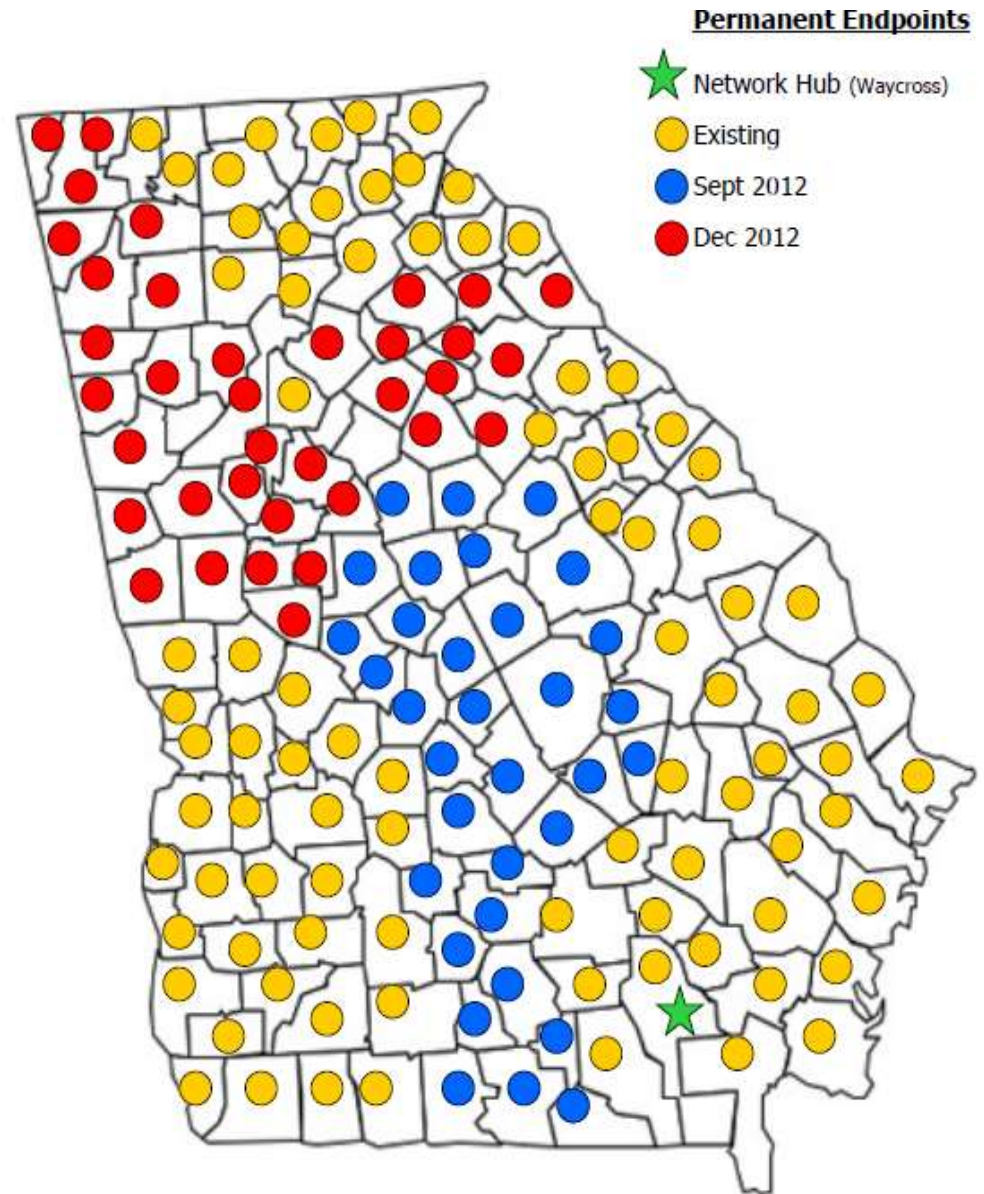 Permanent Endpoints
Network Hub (Waycross)
Existing
Sept 2012
Dec 2012